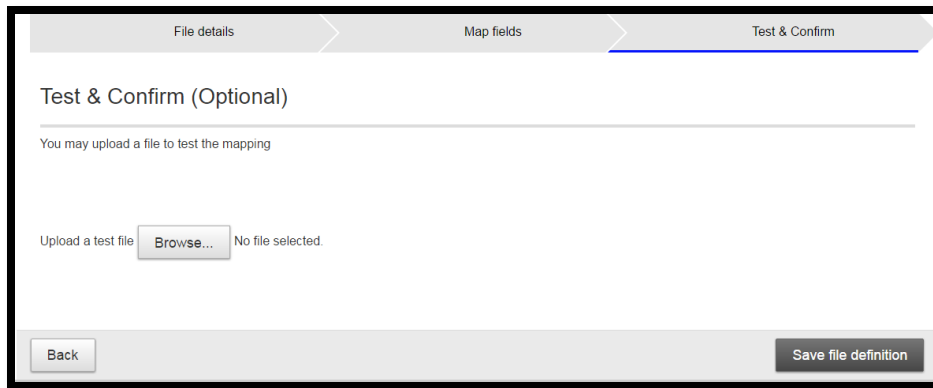 File details Map fields Test & Confirm
Test & Confirm (Optional)
You may upload a file to test the mapping
Upload a test file Browse... No file selected.
Back Save file definition